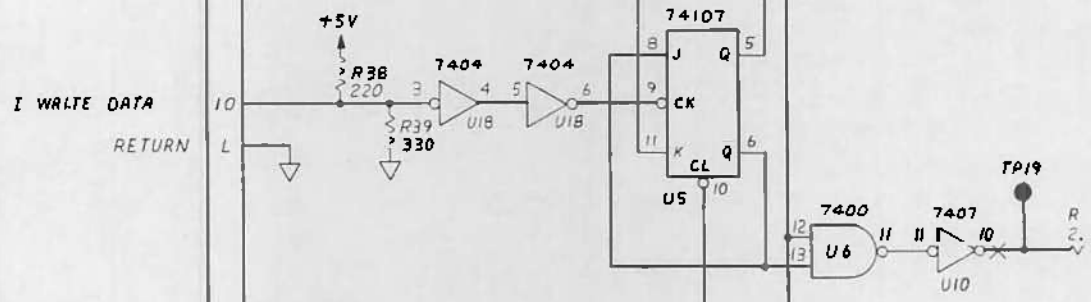 74107
+5V
8 J Q 5
R38
220
7404
7404
3 4 5 6
9 CK
I WRITE DATA
10
U18
U18
R39
330
11 K Q 6
RETURN
L
CL
10
U5
TP19
7400
7407
12
13
U6
11
11
10
U10
R
2.